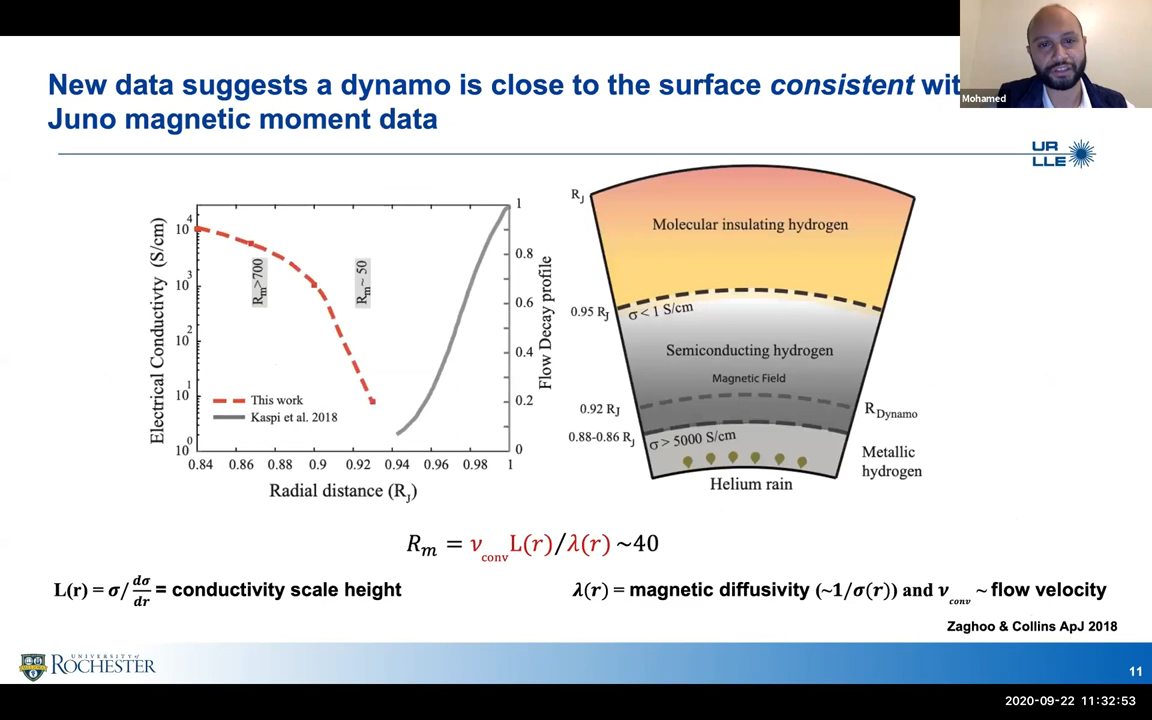 New data suggests a dynamo is close to the surface consistent wit
Juno magnetic moment data
Mohamed
UR
LLE
Electrical Conductivity (S/cm)
10^4
10^3
10^2
10^1
10^0
R_m>700
R_m~ 50
This work
Kaspi et al. 2018
0.84 0.86 0.88 0.9 0.92 0.94 0.96 0.98 1
Radial distance (R_J)
1
0.8
0.6
0.4
0.2
0
Flow Decay profile
R_J
Molecular insulating hydrogen
0.95 R_J
σ < 1 S/cm
Semiconducting hydrogen
Magnetic Field
0.92 R_J
R_Dynamo
0.88-0.86 R_J
σ > 5000 S/cm
Metallic
hydrogen
Helium rain
R_m = ν_conv L(r)/λ(r) ~40
L(r) = σ/ dσ/dr = conductivity scale height
λ(r) = magnetic diffusivity (~1/σ(r)) and ν_conv ~ flow velocity
Zaghoo & Collins ApJ 2018
UNIVERSITY of
ROCHESTER
11
2020-09-22 11:32:53